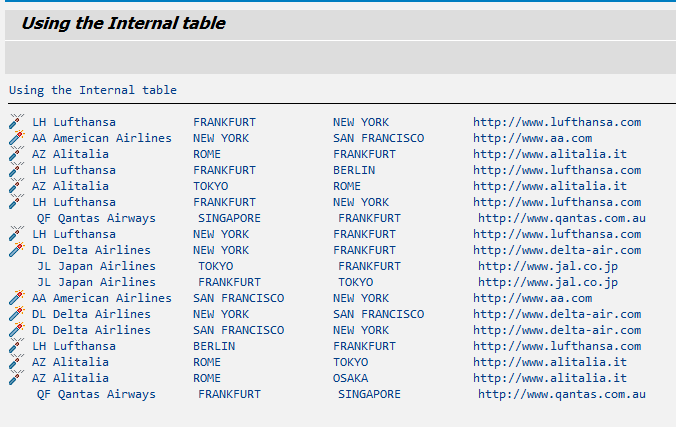 Using the Internal table
Using the Internal table
LH Lufthansa FRANKFURT NEW YORK http://www.lufthansa.com
AA American Airlines NEW YORK SAN FRANCISCO http://www.aa.com
AZ Alitalia ROME FRANKFURT http://www.alitalia.it
LH Lufthansa FRANKFURT BERLIN http://www.lufthansa.com
AZ Alitalia TOKYO ROME http://www.alitalia.it
LH Lufthansa FRANKFURT NEW YORK http://www.lufthansa.com
QF Qantas Airways SINGAPORE FRANKFURT http://www.qantas.com.au
LH Lufthansa NEW YORK FRANKFURT http://www.lufthansa.com
DL Delta Airlines NEW YORK FRANKFURT http://www.delta-air.com
JL Japan Airlines TOKYO FRANKFURT http://www.jal.co.jp
JL Japan Airlines FRANKFURT TOKYO http://www.jal.co.jp
AA American Airlines SAN FRANCISCO NEW YORK http://www.aa.com
DL Delta Airlines NEW YORK SAN FRANCISCO http://www.delta-air.com
DL Delta Airlines SAN FRANCISCO NEW YORK http://www.delta-air.com
LH Lufthansa BERLIN FRANKFURT http://www.lufthansa.com
AZ Alitalia ROME TOKYO http://www.alitalia.it
AZ Alitalia ROME OSAKA http://www.alitalia.it
QF Qantas Airways FRANKFURT SINGAPORE http://www.qantas.com.au